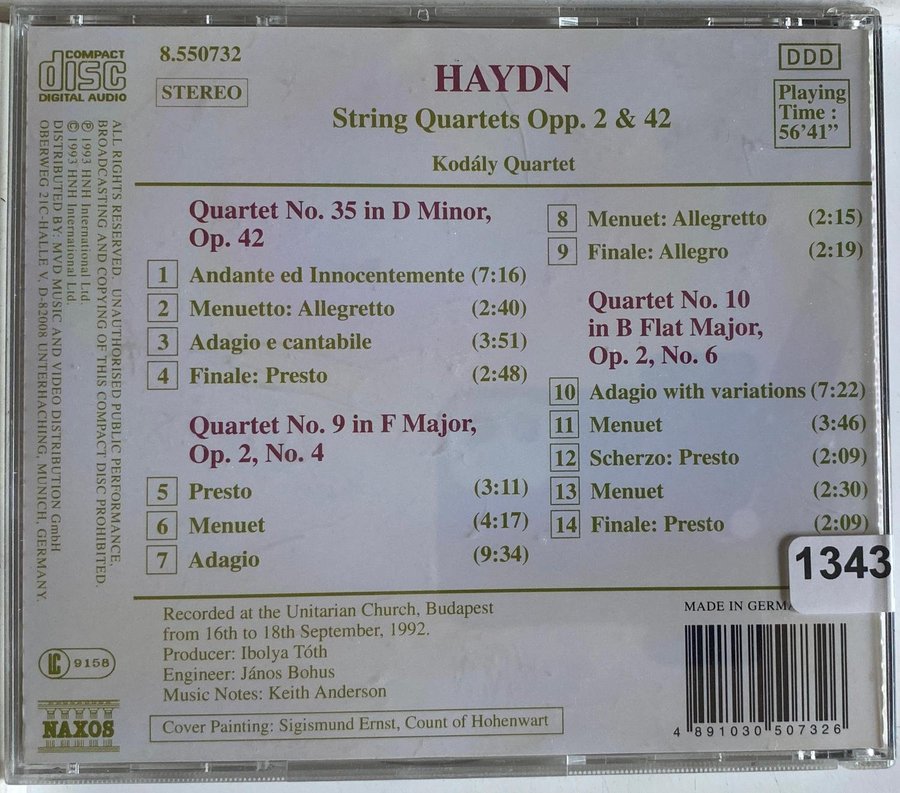 COMPACT
disc
DIGITAL AUDIO
8.550732
STEREO
HAYDN
String Quartets Opp. 2 & 42
Kodály Quartet
DDD
Playing
Time :
56'41”
Quartet No. 35 in D Minor,
Op. 42
1 Andante ed Innocentemente (7:16)
2 Menuetto: Allegretto (2:40)
3 Adagio e cantabile (3:51)
4 Finale: Presto (2:48)
Quartet No. 9 in F Major,
Op. 2, No. 4
5 Presto (3:11)
6 Menuet (4:17)
7 Adagio (9:34)
8 Menuet: Allegretto (2:15)
9 Finale: Allegro (2:19)
Quartet No. 10
in B Flat Major,
Op. 2, No. 6
10 Adagio with variations (7:22)
11 Menuet (3:46)
12 Scherzo: Presto (2:09)
13 Menuet (2:30)
14 Finale: Presto (2:09)
1343
Recorded at the Unitarian Church, Budapest
from 16th to 18th September, 1992.
Producer: Ibolya Tóth
Engineer: János Bohus
Music Notes: Keith Anderson
Cover Painting: Sigismund Ernst, Count of Hohenwart
MADE IN GERMA
4 891030 507326
ALL RIGHTS RESERVED. UNAUTHORISED PUBLIC PERFORMANCE,
BROADCASTING AND COPYING OF THIS COMPACT DISC PROHIBITED.
℗ 1993 HNH International Ltd.
© 1993 HNH International Ltd.
DISTRIBUTED BY: MVD MUSIC AND VIDEO DISTRIBUTION GmbH,
OBERWEG 21C-HALLE V, D-82008 UNTERHACHING, MUNICH, GERMANY.
LC 9158
NAXOS